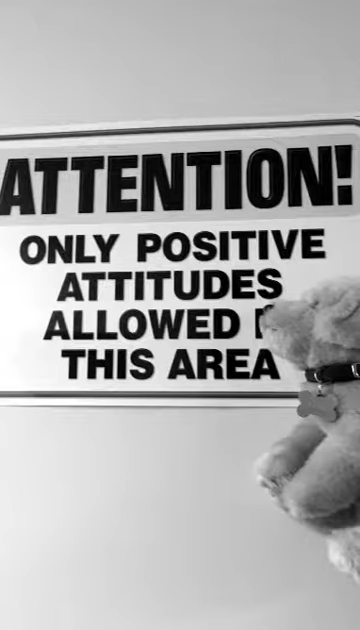 ATTENTION!
ONLY POSITIVE
ATTITUDES
ALLOWED
THIS AREA